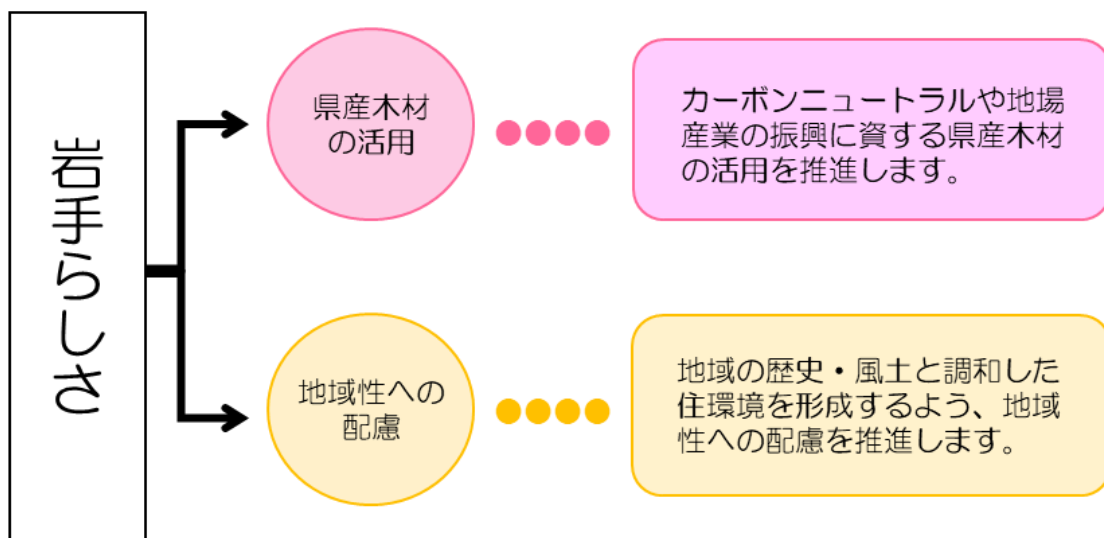 岩手らしさ
県産木材
の活用
カーボンニュートラルや地場
産業の振興に資する県産木材
の活用を推進します。
地域性への
配慮
地域の歴史・風土と調和した
住環境を形成するよう、地域
性への配慮を推進します。